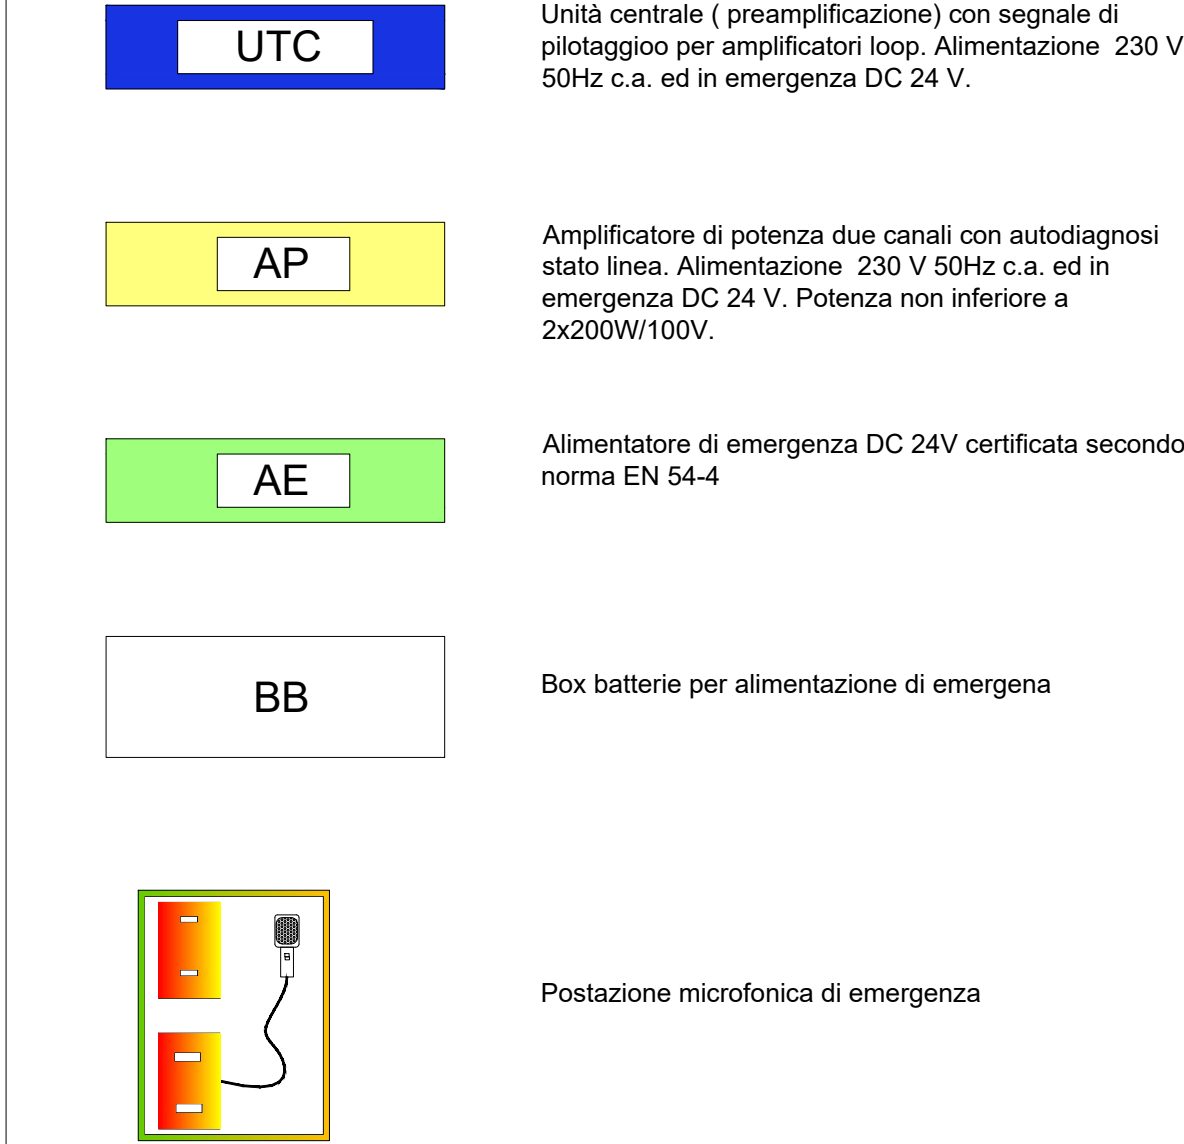 UTC
Unità centrale ( preamplificazione) con segnale di
pilotaggioo per amplificatori loop. Alimentazione  230 V
50Hz c.a. ed in emergenza DC 24 V.
AP
Amplificatore di potenza due canali con autodiagnosi
stato linea. Alimentazione  230 V 50Hz c.a. ed in
emergenza DC 24 V. Potenza non inferiore a
2x200W/100V.
AE
Alimentatore di emergenza DC 24V certificata secondo
norma EN 54-4
BB
Box batterie per alimentazione di emergena
Postazione microfonica di emergenza